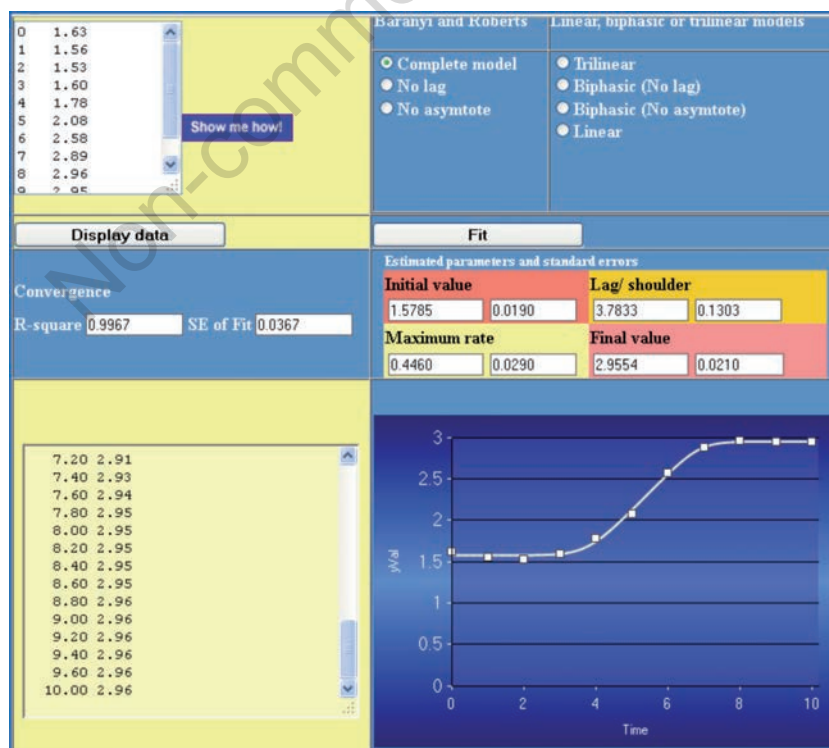 0 1.63
1 1.56
2 1.53
3 1.60
4 1.78
5 2.08
6 2.58
7 2.89
8 2.96
9 2.95
Show me how!
Baranyi and Roberts
Complete model
No lag
No asymtote
Linear, biphasic or trilinear models
Trilinear
Biphasic (No lag)
Biphasic (No asymtote)
Linear
Display data
Fit
Convergence
R-square 0.9967 SE of Fit 0.0367
Estimated parameters and standard errors
Initial value Lag/ shoulder
1.5785 0.0190 3.7833 0.1303
Maximum rate Final value
0.4460 0.0290 2.9554 0.0210
7.20 2.91
7.40 2.93
7.60 2.94
7.80 2.95
8.00 2.95
8.20 2.95
8.40 2.95
8.60 2.95
8.80 2.96
9.00 2.96
9.20 2.96
9.40 2.96
9.60 2.96
10.00 2.96
yVal
3
2.5
2
1.5
1
0.5
0
0 2 4 6 8 10
Time
Non-comme